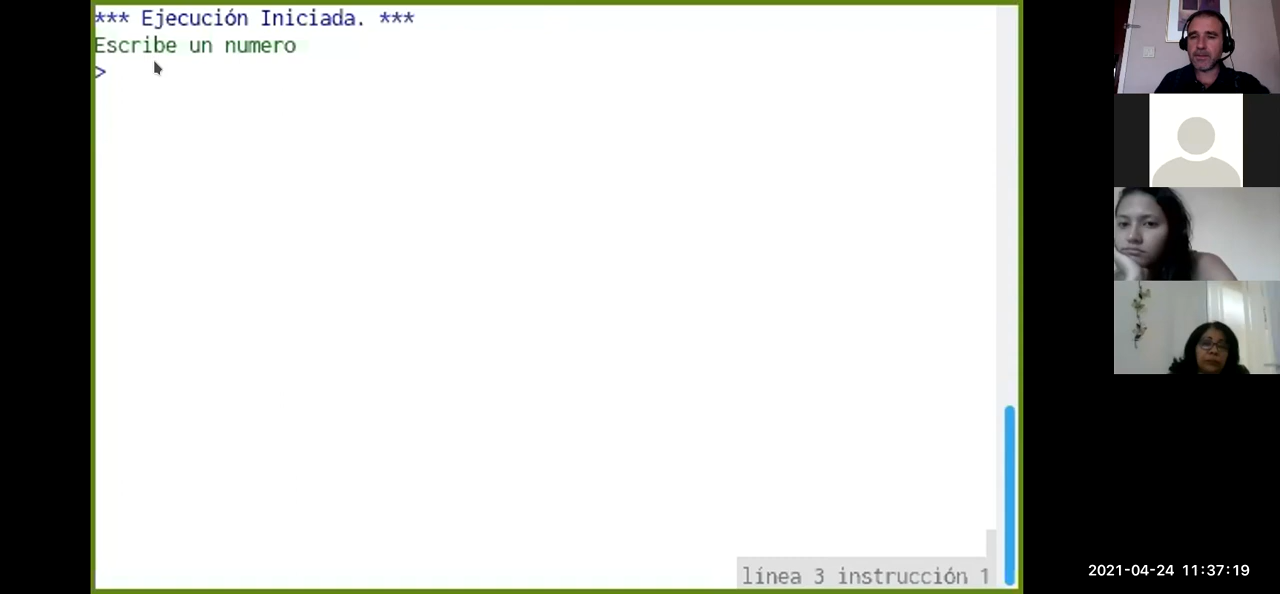 *** Ejecución Iniciada. ***
Escribe un numero
>
línea 3 instrucción 1
2021-04-24 11:37:19